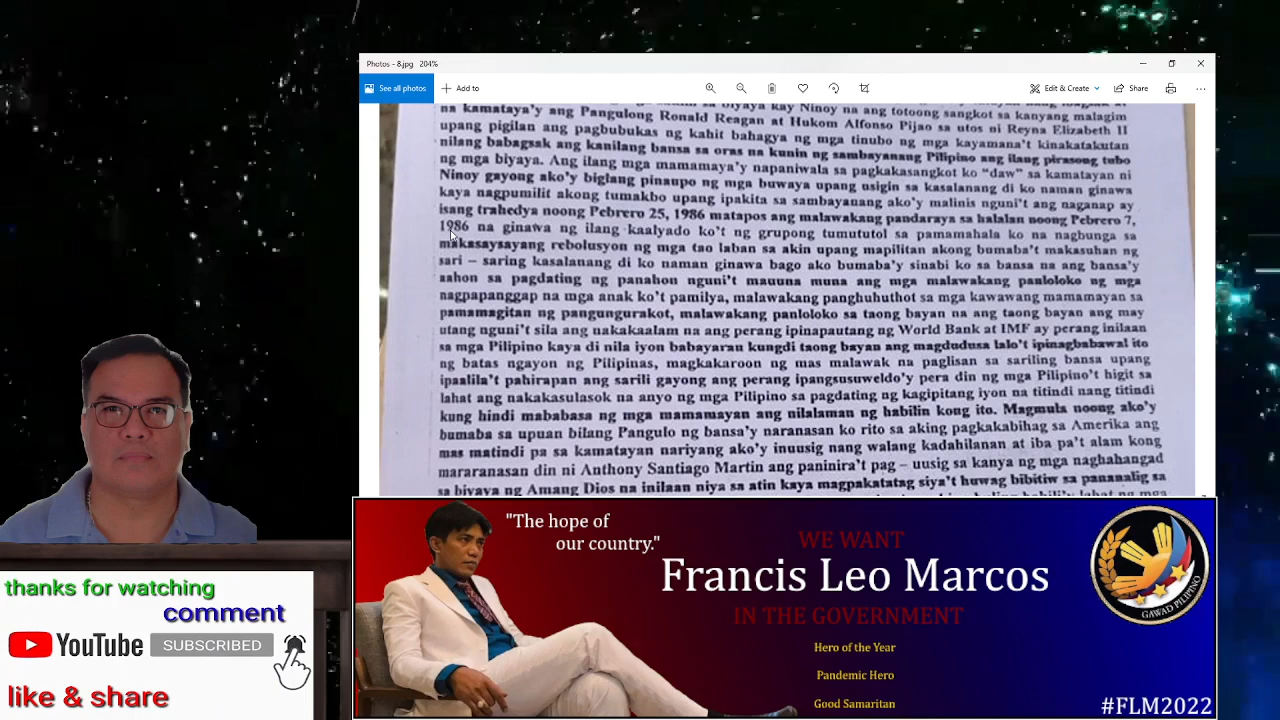 Photos - 8.jpg 204%
See all photos
Add to
Edit & Create
Share
na kamataya'y ang Pangulong Ronald Reagan at Hukom Alfonso Pijao sa utos ni Reyna Elizabeth II
upang pigilan ang pagbubukas ng kahit bahagya ng mga tinubo ng mga kayamana't kinakatakutan
nilang babagsak ang kanilang bansa sa oras na kunin ng sambayanang Pilipino ang ilang pirasong tubo
ng mga biyaya. Ang ilang mga mamamaya'y napaniwala sa pagkakasangkot ko "daw" sa kamatayan ni
Ninoy gayong ako'y biglang pinaupo ng mga buwaya upang usigin sa kasalanang di ko naman ginawa
kaya nagpumilit akong tumakbo upang ipakita sa sambayanang ako'y malinis nguni't ang naganap ay
isang trahedya noong Pebrero 25, 1986 matapos ang malawakang pandaraya sa halalan noong Pebrero 7,
1986 na ginawa ng ilang kaalyado ko't ng grupong tumututol sa pamamahala ko na nagbunga sa
makasaysayang rebolusyon ng mga tao laban sa akin upang mapilitan akong bumaba't makasuhan ng
sari – saring kasalanang di ko naman ginawa bago ako bumaba'y sinabi ko sa bansa na ang bansa'y
aahon sa pagdating ng panahon nguni't mauuna muna ang mga malawakang panloloko ng mga
nagpapanggap na mga anak ko't pamilya, malawakang panghuhuthot sa mga kawawang mamamayan sa
pamamagitan ng pangungurakot, malawakang panloloko sa taong bayan na ang taong bayan ang may
utang nguni't sila ang nakakaalam na ang perang ipinapautang ng World Bank at IMF ay perang inilaan
sa mga Pilipino kaya di nila iyon babayaran kungdi taong bayan ang magdudusa lalo't ipinagbabawal ito
ng batas ngayon ng Pilipinas, magkakaroon ng mas malawak na paglisan sa sariling bansa upang
ipaalila't pahirapan ang sarili gayong ang perang ipangsusuweldo'y pera din ng mga Pilipino't higit sa
lahat ang nakakasulasok na anyo ng mga Pilipino sa pagdating ng kagipitang iyon na titindi nang titindi
kung hindi mababasa ng mga mamamayan ang nilalaman ng habilin kong ito. Magmula noong ako'y
bumaba sa upuan bilang Pangulo ng bansa'y naranasan ko rito sa aking pagkakabihag sa Amerika ang
mas matindi pa sa kamatayan nariyang ako'y inuusig nang walang kadahilanan at iba pa't alam kong
mararanasan din ni Anthony Santiago Martin ang paninira't pag – uusig sa kanya ng mga naghahangad
sa biyaya ng Amang Dios na inilaan niya sa atin kaya magpakatatag siya't huwag bibitiw sa pananalig sa
"The hope of
our country."
WE WANT
Francis Leo Marcos
IN THE GOVERNMENT
Hero of the Year
Pandemic Hero
Good Samaritan
GAWAD PILIPINO
#FLM2022
thanks for watching
comment
YouTube SUBSCRIBED
like & share